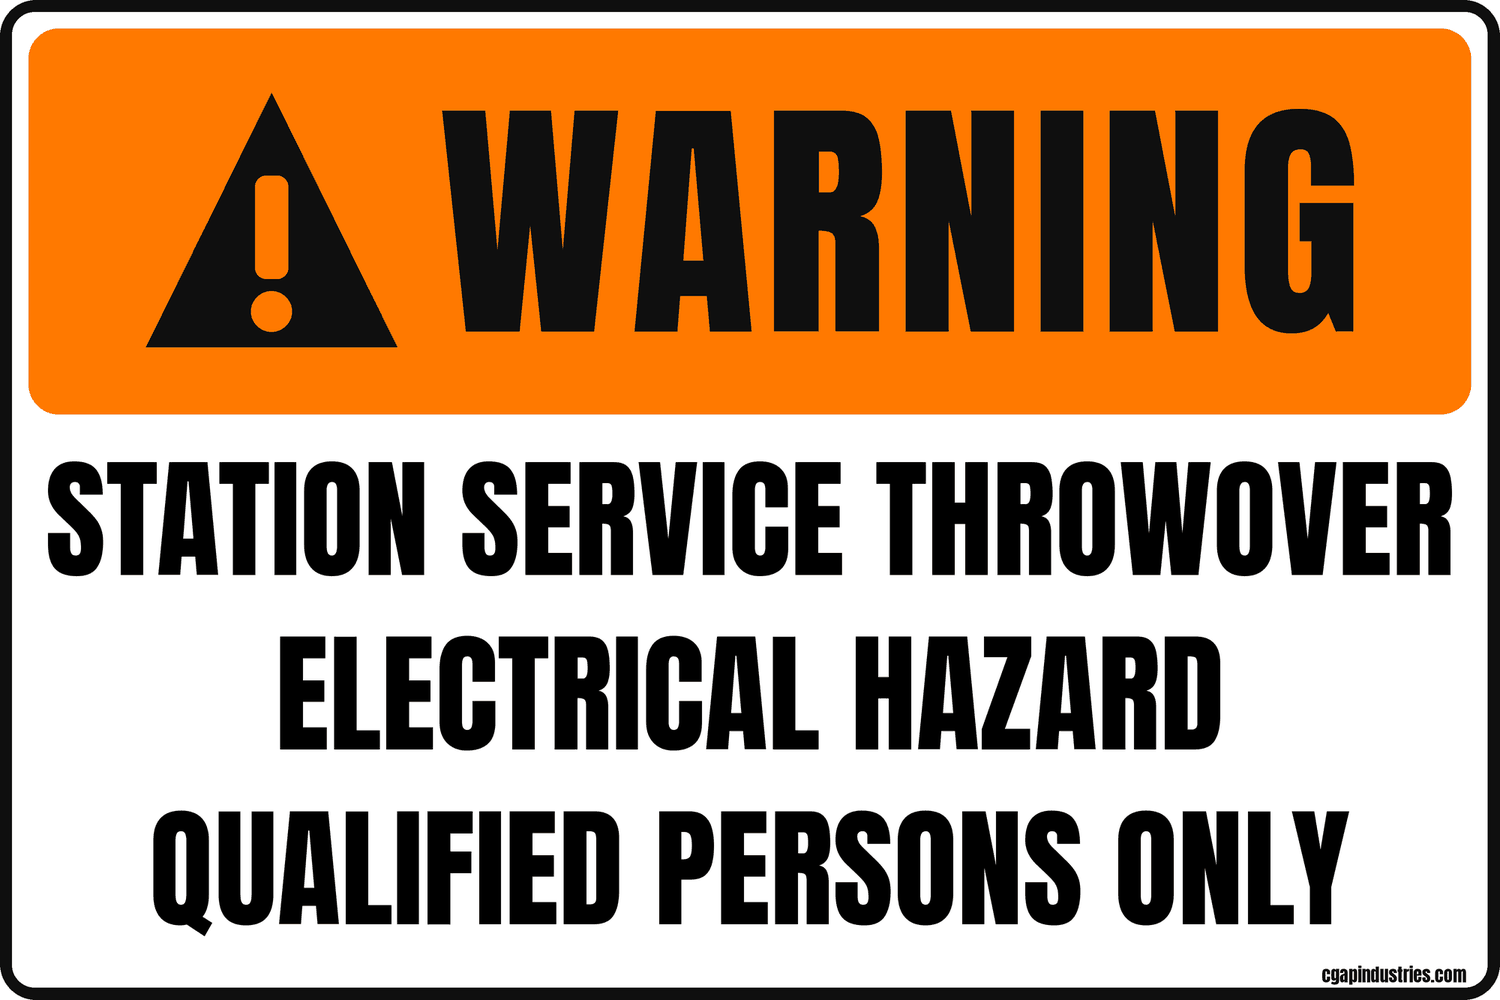 WARNING
STATION SERVICE THROWOVER
ELECTRICAL HAZARD
QUALIFIED PERSONS ONLY
cgapindustries.com